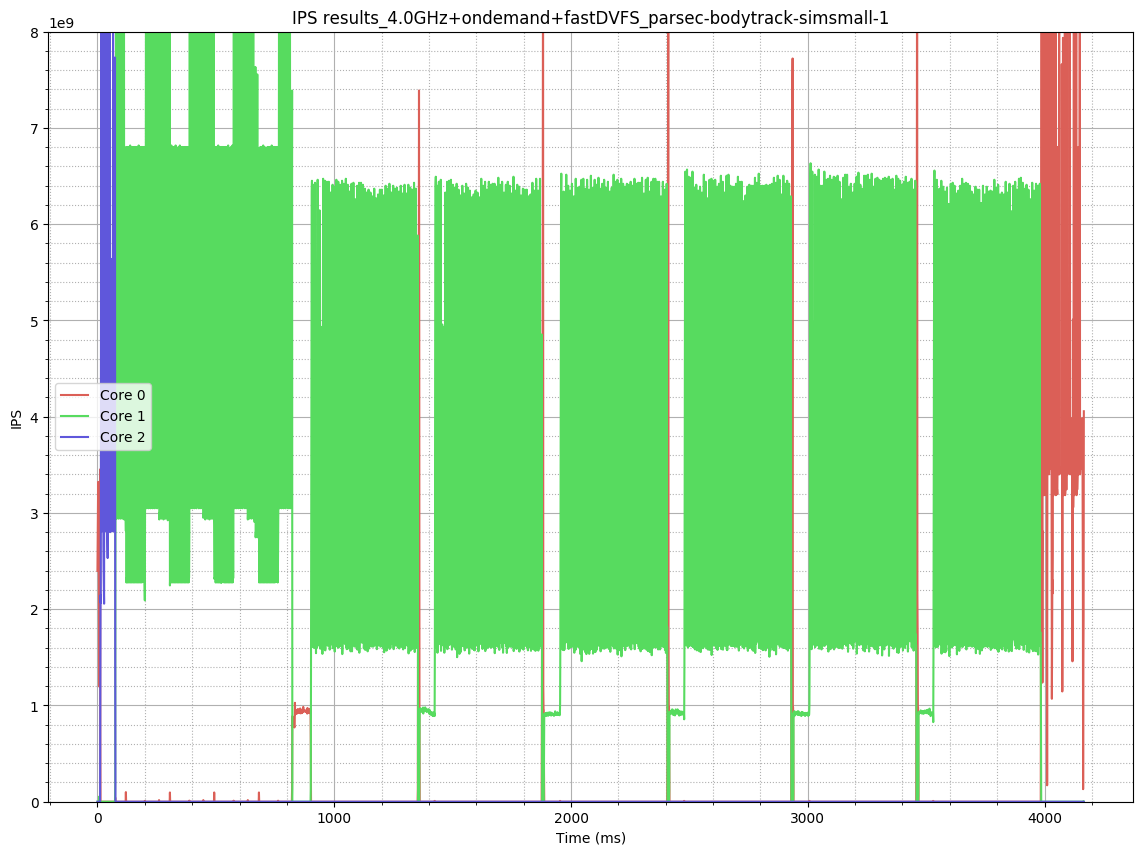 IPS results_4.0GHz+ondemand+fastDVFS_parsec-bodytrack-simsmall-1
1e9
8
7
6
5
4
3
2
1
0
IPS
Core 0
Core 1
Core 2
0
1000
2000
3000
4000
Time (ms)